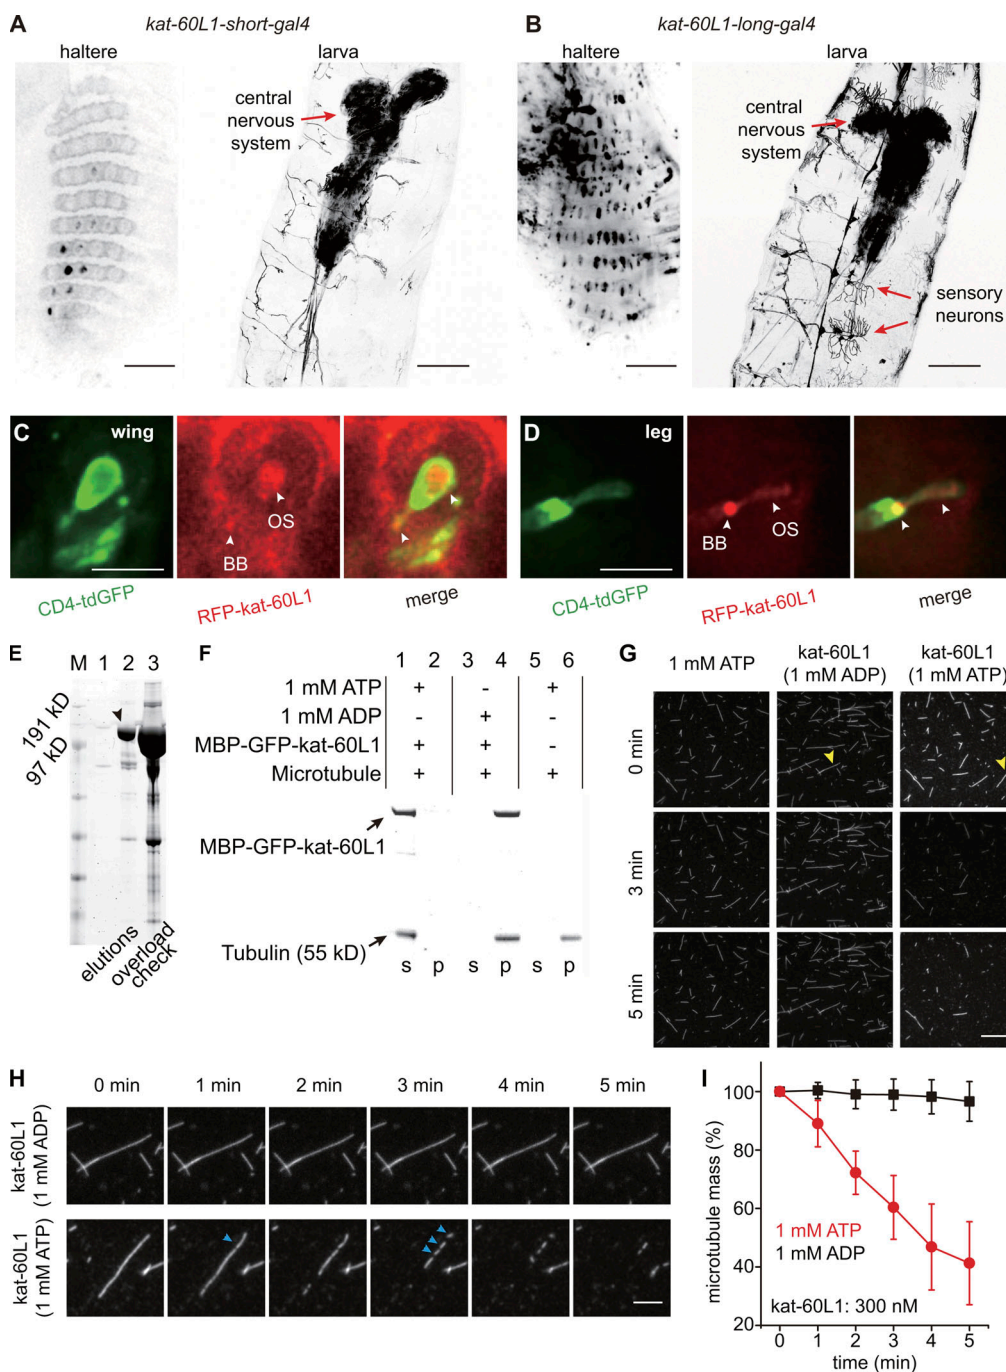 A
kat-60L1-short-gal4
haltere
larva
central
nervous
system
B
kat-60L1-long-gal4
haltere
larva
central
nervous
system
sensory
neurons
C
wing
OS
BB
CD4-tdGFP
RFP-kat-60L1
merge
D
leg
BB
OS
CD4-tdGFP
RFP-kat-60L1
merge
E
M 1 2 3
191 kD
97 kD
elutions
overload
check
F
1 2 3 4 5 6
1 mM ATP + - +
1 mM ADP - + -
MBP-GFP-kat-60L1 + + -
Microtubule + + +
MBP-GFP-kat-60L1
Tubulin (55 kD)
s p s p s p
G
1 mM ATP
kat-60L1
(1 mM ADP)
kat-60L1
(1 mM ATP)
0 min
3 min
5 min
H
0 min 1 min 2 min 3 min 4 min 5 min
kat-60L1
(1 mM ADP)
kat-60L1
(1 mM ATP)
I
microtubule mass (%)
100
80
60
40
20
1 mM ATP
1 mM ADP
kat-60L1: 300 nM
0 1 2 3 4 5
time (min)